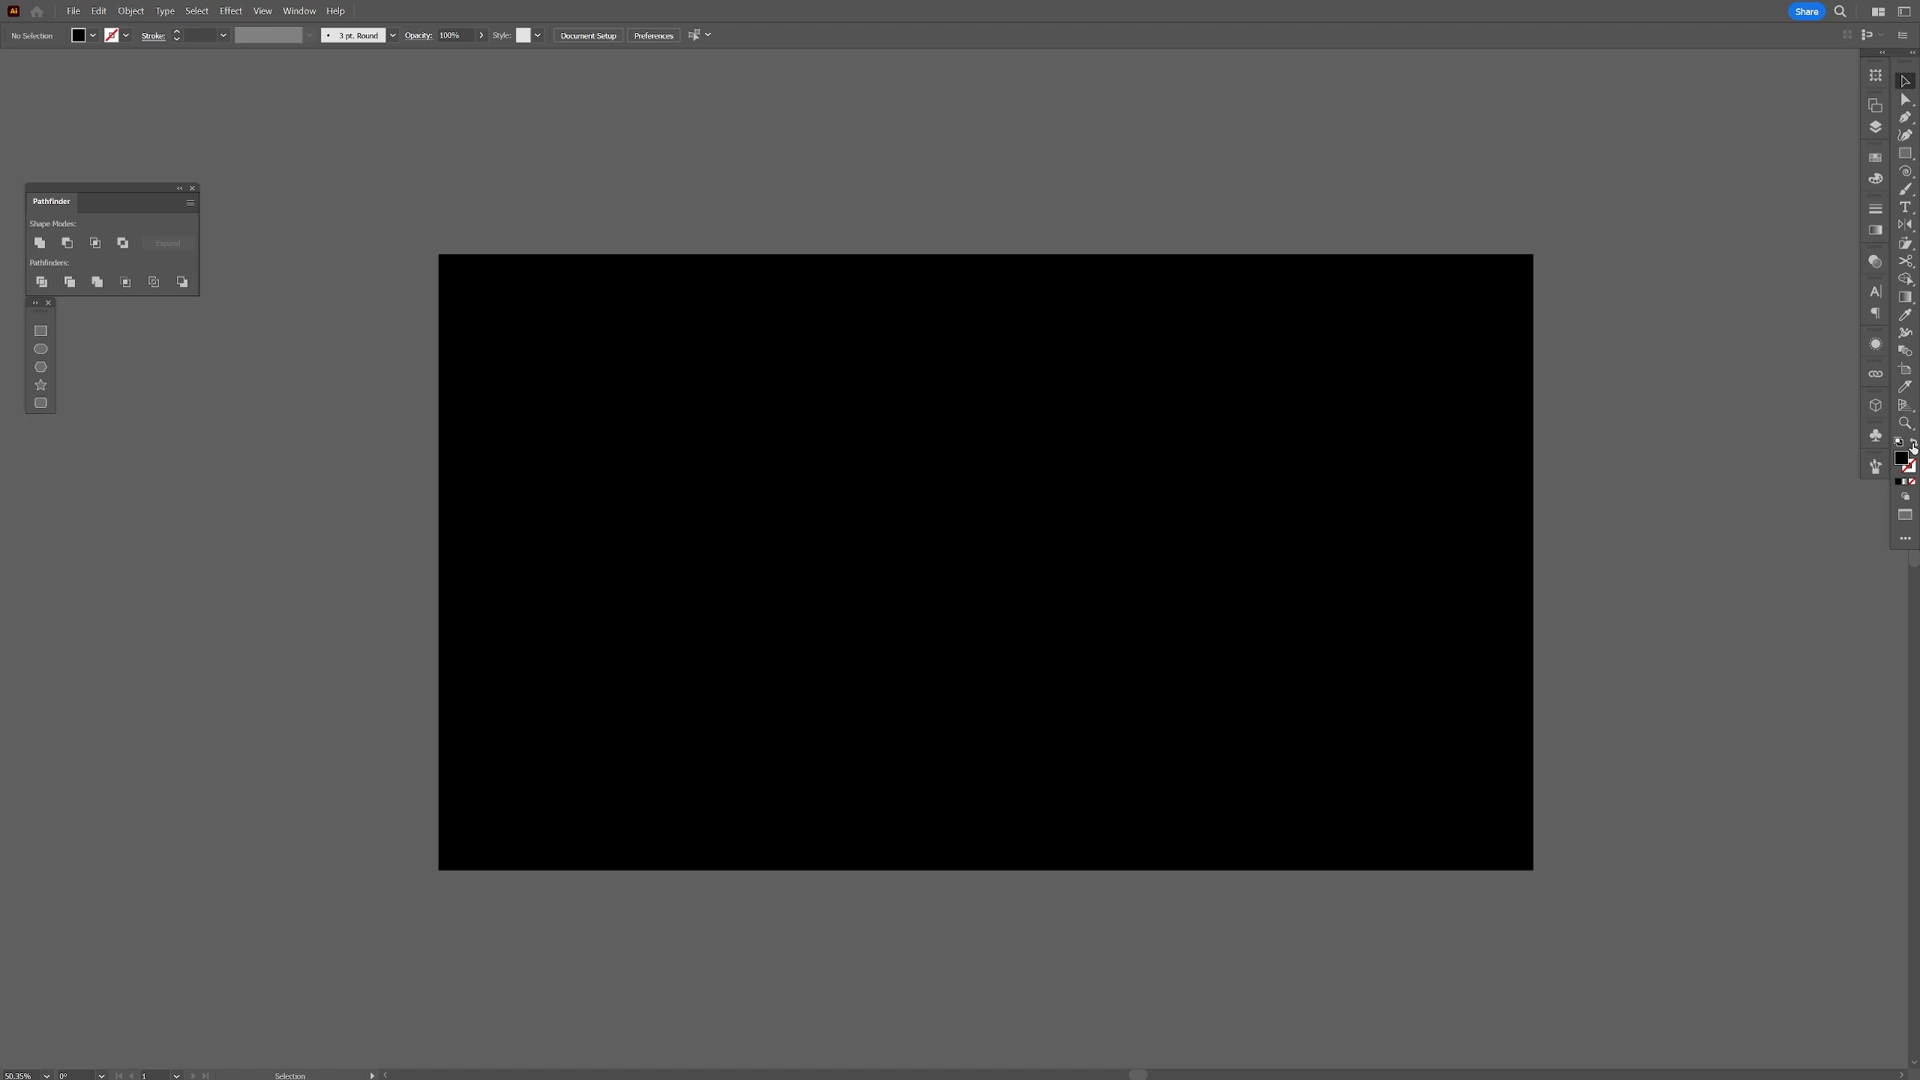 Ai File Edit Object Type Select Effect View Window Help Share
No Selection Stroke: 3 pt. Round Opacity: 100% Style: Document Setup Preferences
Pathfinder
Shape Modes:
Expand
Pathfinders:
50.35% 0° 1 Selection